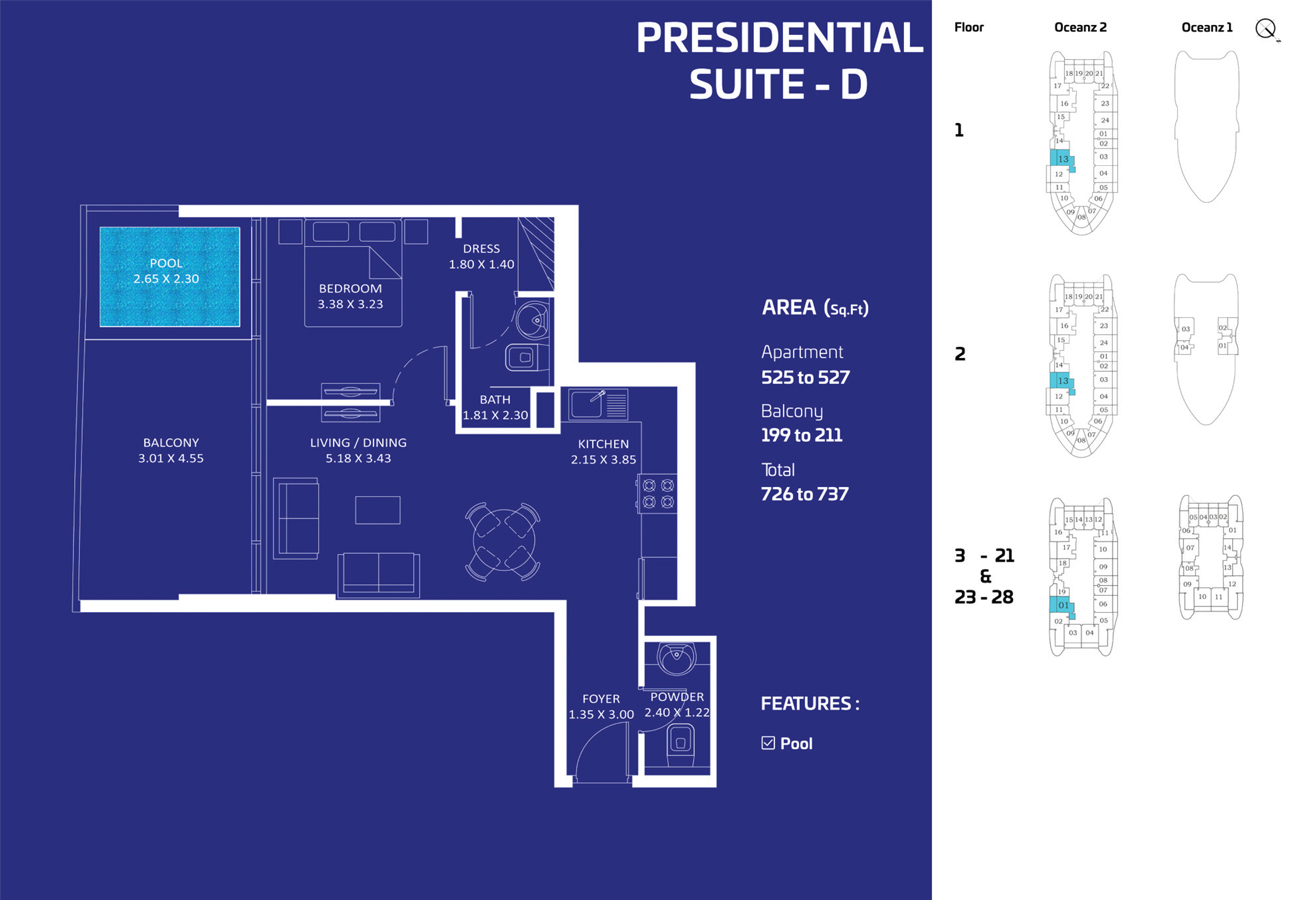 PRESIDENTIAL
SUITE - D
POOL
2.65 X 2.30
BEDROOM
3.38 X 3.23
DRESS
1.80 X 1.40
BATH
1.81 X 2.30
BALCONY
3.01 X 4.55
LIVING / DINING
5.18 X 3.43
KITCHEN
2.15 X 3.85
FOYER
1.35 X 3.00
POWDER
2.40 X 1.22
AREA (Sq.Ft)
Apartment
525 to 527
Balcony
199 to 211
Total
726 to 737
FEATURES :
Pool
Floor Oceanz 2 Oceanz 1
1
18 19 20 21
17 22
16 23
15 24
14 01
02
13 03
12 04
11 05
10 06
09 08 07
2
18 19 20 21
17 22
16 23
15 24
14 01
02
13 03
12 04
11 05
10 06
09 08 07
03 02
04 01
3 - 21
&
23 - 28
15 14 13 12
16 11
17 10
18 09
08
19 07
01 06
02 05
03 04
05 04 03 02
06 01
07 14
08 13
09 12
10 11